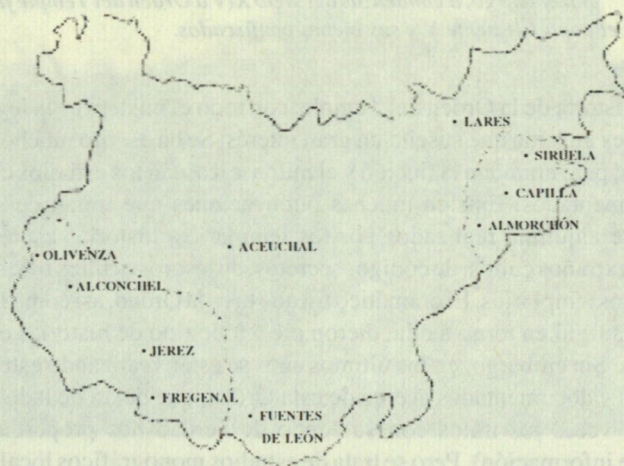 LARES
SIRUELA
CAPILLA
ALMORCHÓN
ACEUCHAL
OLIVENZA
ALCONCHEL
JEREZ
FREGENAL
FUENTES
DE LEÓN